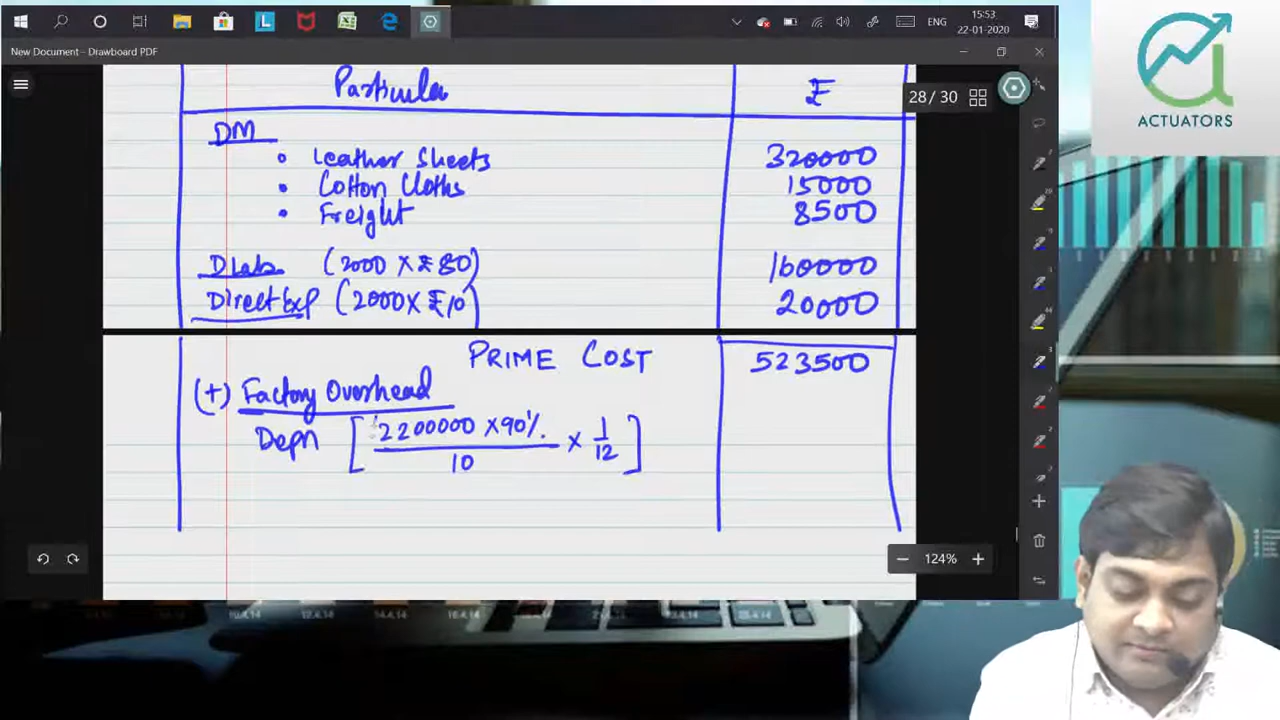 15:53
ENG
22-01-2020
New Document - Drawboard PDF
28 / 30
ACTUATORS
Particular ₹
DM
• Leather Sheets 320000
• Cotton Cloths 15000
• Freight 8500
D Lab (2000 X ₹ 80) 160000
Direct Exp (2000 X ₹10) 20000
PRIME COST 523500
(+) Factory Overhead
Depn [ 2200000 X 90% / 10 X 1/12 ]
124%